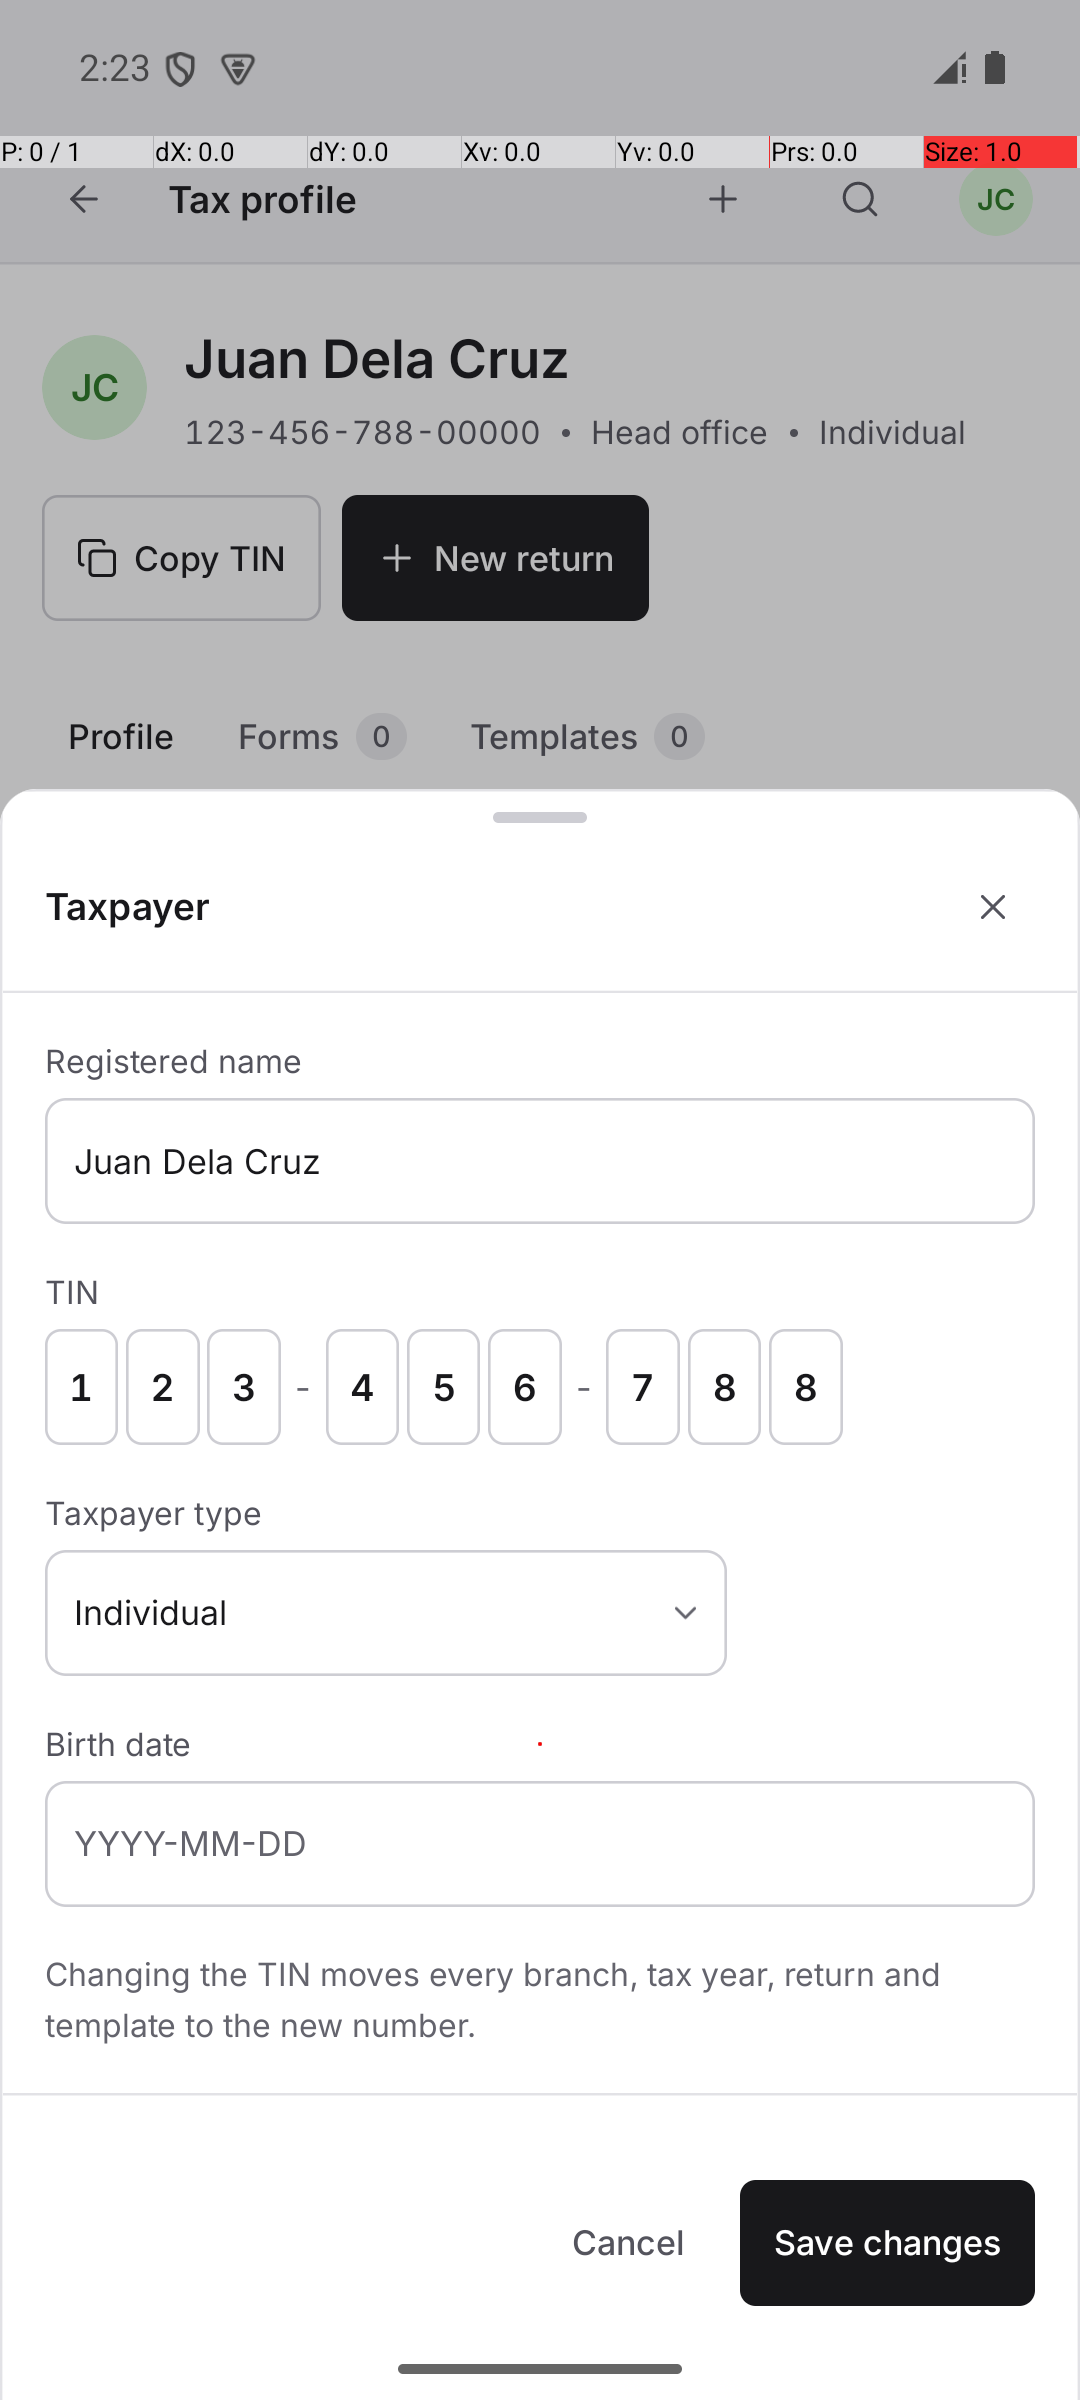 2:23
P: 0 / 1 dX: 0.0 dY: 0.0 Xv: 0.0 Yv: 0.0 Prs: 0.0 Size: 1.0
Tax profile JC
JC Juan Dela Cruz
123-456-788-00000 • Head office • Individual
Copy TIN New return
Profile Forms 0 Templates 0
Taxpayer
Registered name
Juan Dela Cruz
TIN
1 2 3 - 4 5 6 - 7 8 8
Taxpayer type
Individual
Birth date
YYYY-MM-DD
Changing the TIN moves every branch, tax year, return and
template to the new number.
Cancel Save changes